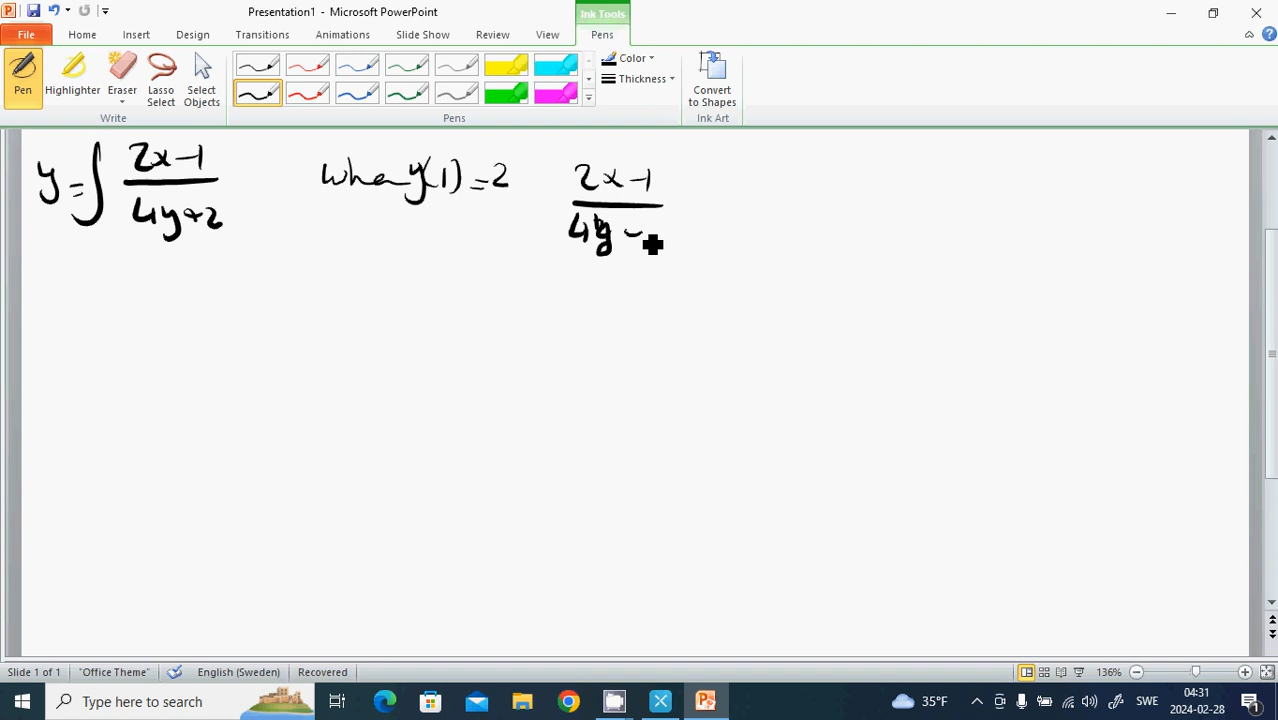 Presentation1 - Microsoft PowerPoint
Ink Tools
File Home Insert Design Transitions Animations Slide Show Review View Pens
Pen Highlighter Eraser Lasso Select Select Objects
Color
Thickness
Convert to Shapes
Write Pens Ink Art
y=∫ 2x-1 / 4y+2 when y(1)=2 2x-1 / 4y
Slide 1 of 1 "Office Theme" English (Sweden) Recovered 136%
Type here to search 35°F SWE 04:31
2024-02-28 1